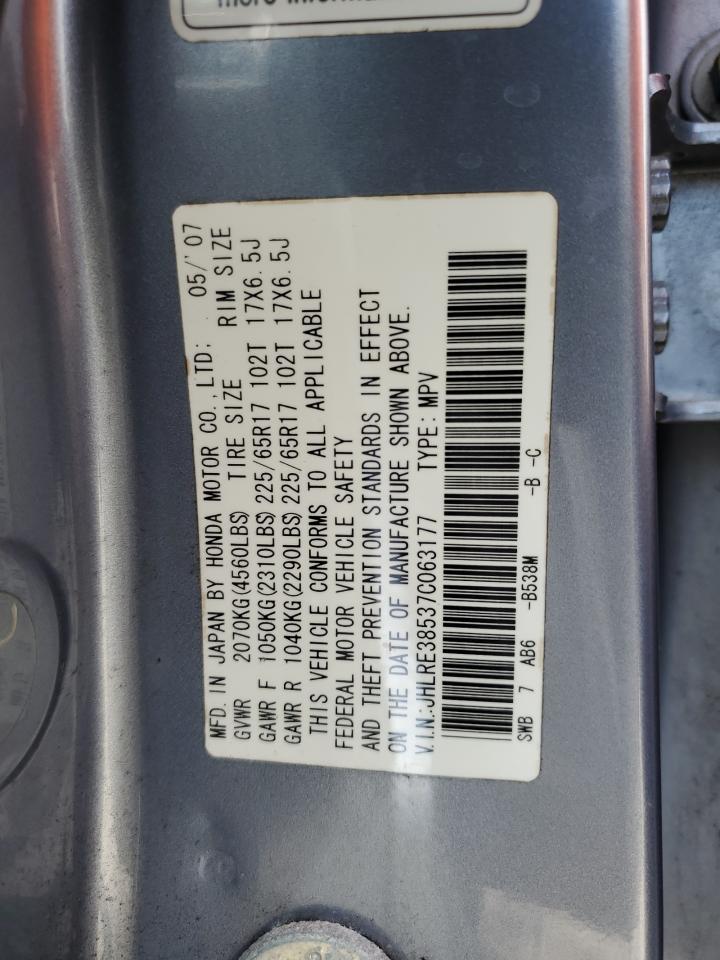 more
MFD. IN JAPAN BY HONDA MOTOR CO., LTD: 05/'07
GVWR 2070KG(4560LBS) TIRE SIZE RIM SIZE
GAWR F 1050KG(2310LBS) 225/65R17 102T 17X6.5J
GAWR R 1040KG(2290LBS) 225/65R17 102T 17X6.5J
THIS VEHICLE CONFORMS TO ALL APPLICABLE
FEDERAL MOTOR VEHICLE SAFETY
AND THEFT PREVENTION STANDARDS IN EFFECT
ON THE DATE OF MANUFACTURE SHOWN ABOVE.
V.I.N.:JHLRE38537C063177 TYPE: MPV
SWB 7 AB6 -B538M -B -C